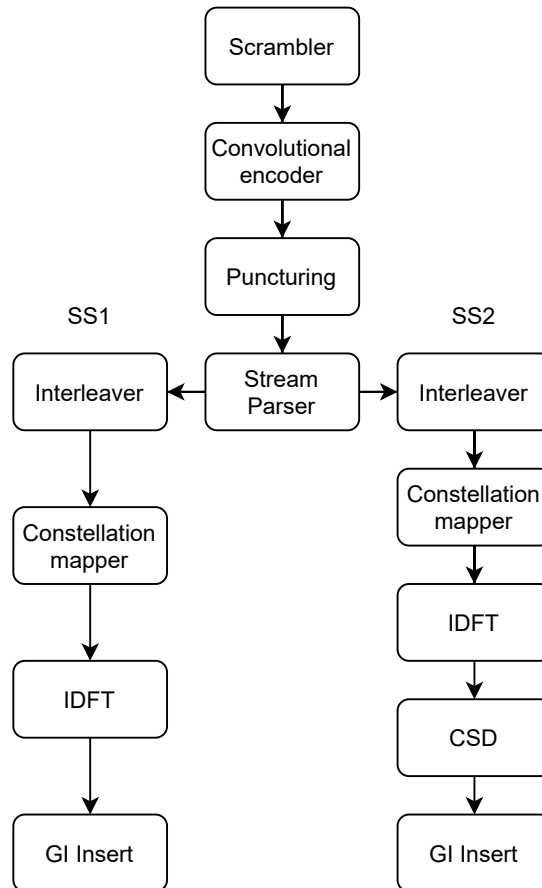 Scrambler
Convolutional
encoder
Puncturing
SS1
SS2
Interleaver
Stream
Parser
Interleaver
Constellation
mapper
Constellation
mapper
IDFT
IDFT
CSD
GI Insert
GI Insert